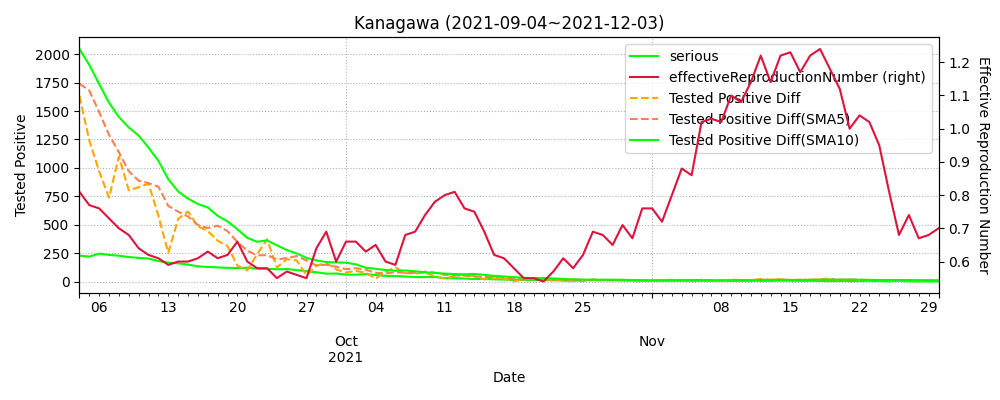 Kanagawa (2021-09-04~2021-12-03)
Tested Positive
2000
1750
1500
1250
1000
750
500
250
0
serious
effectiveReproductionNumber (right)
Tested Positive Diff
Tested Positive Diff(SMA5)
Tested Positive Diff(SMA10)
1.2
1.1
1.0
0.9
0.8
0.7
0.6
Effective Reproduction Number
06 13 20 27 04 11 18 25 08 15 22 29
Oct Nov
2021
Date